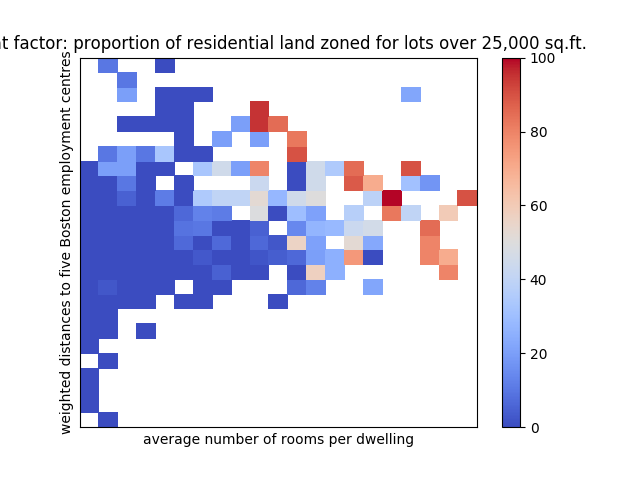 factor: proportion of residential land zoned for lots over 25,000 sq.ft.
weighted distances to five Boston employment centres
average number of rooms per dwelling
100
80
60
40
20
0